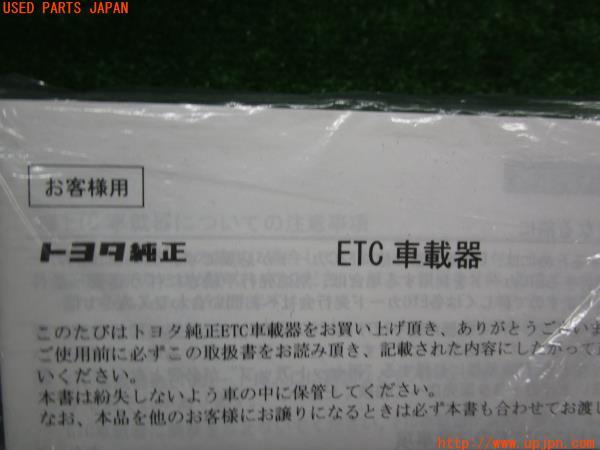 USED PARTS JAPAN
お客様用
トヨタ純正 ETC 車載器
このたびはトヨタ純正ETC車載器をお買い上げ頂き、ありがとうござい
ご使用前に必ずこの取扱書をお読み頂き、記載された内容にしたがって正
いください。
本書は紛失しないよう車の中に保管してください。
なお、本品を他のお客様にお譲りになるときは必ず本書も合わせてお渡し
http://www.upjpn.com/